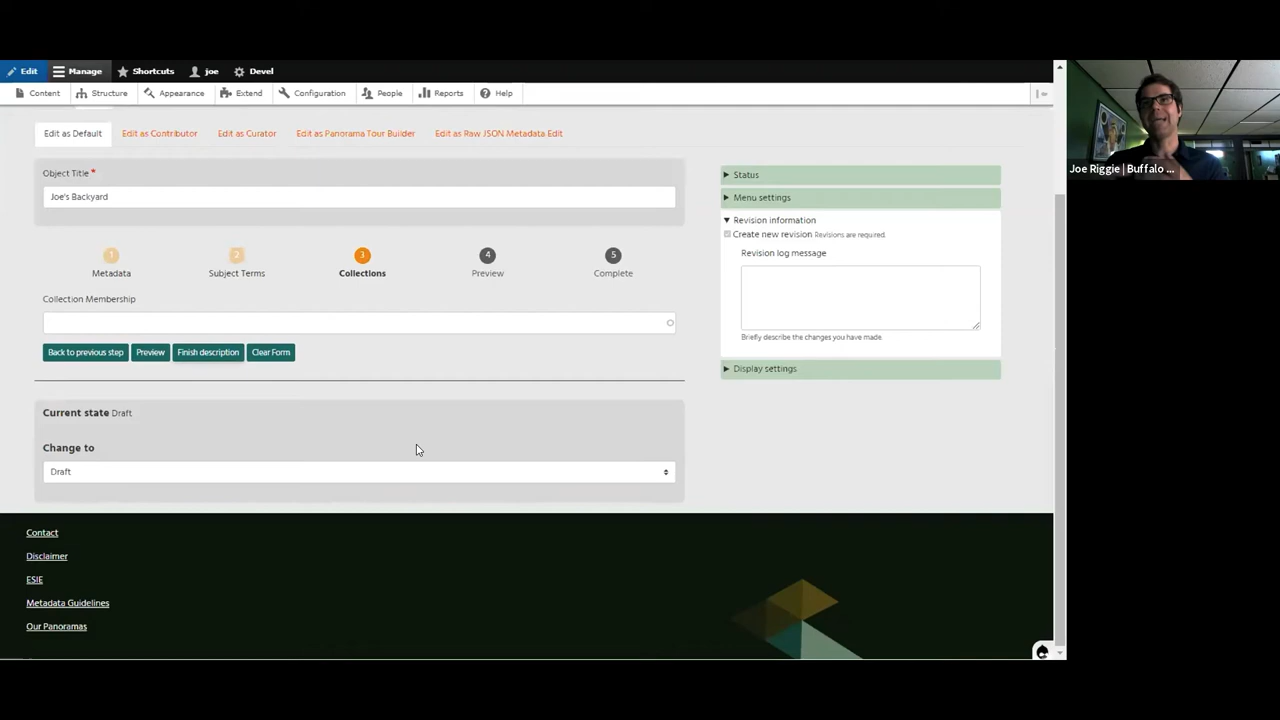 Edit Manage Shortcuts joe Devel
Content Structure Appearance Extend Configuration People Reports Help
Edit as Default Edit as Contributor Edit as Curator Edit as Panorama Tour Builder Edit as Raw JSON Metadata Edit
Joe Riggie | Buffalo ...
Object Title *
Joe's Backyard
1 2 3 4 5
Metadata Subject Terms Collections Preview Complete
Collection Membership
Back to previous step Preview Finish description Clear Form
Current state Draft
Change to
Draft
Status
Menu settings
Revision information
Create new revision Revisions are required.
Revision log message
Briefly describe the changes you have made.
Display settings
Contact
Disclaimer
ESIE
Metadata Guidelines
Our Panoramas